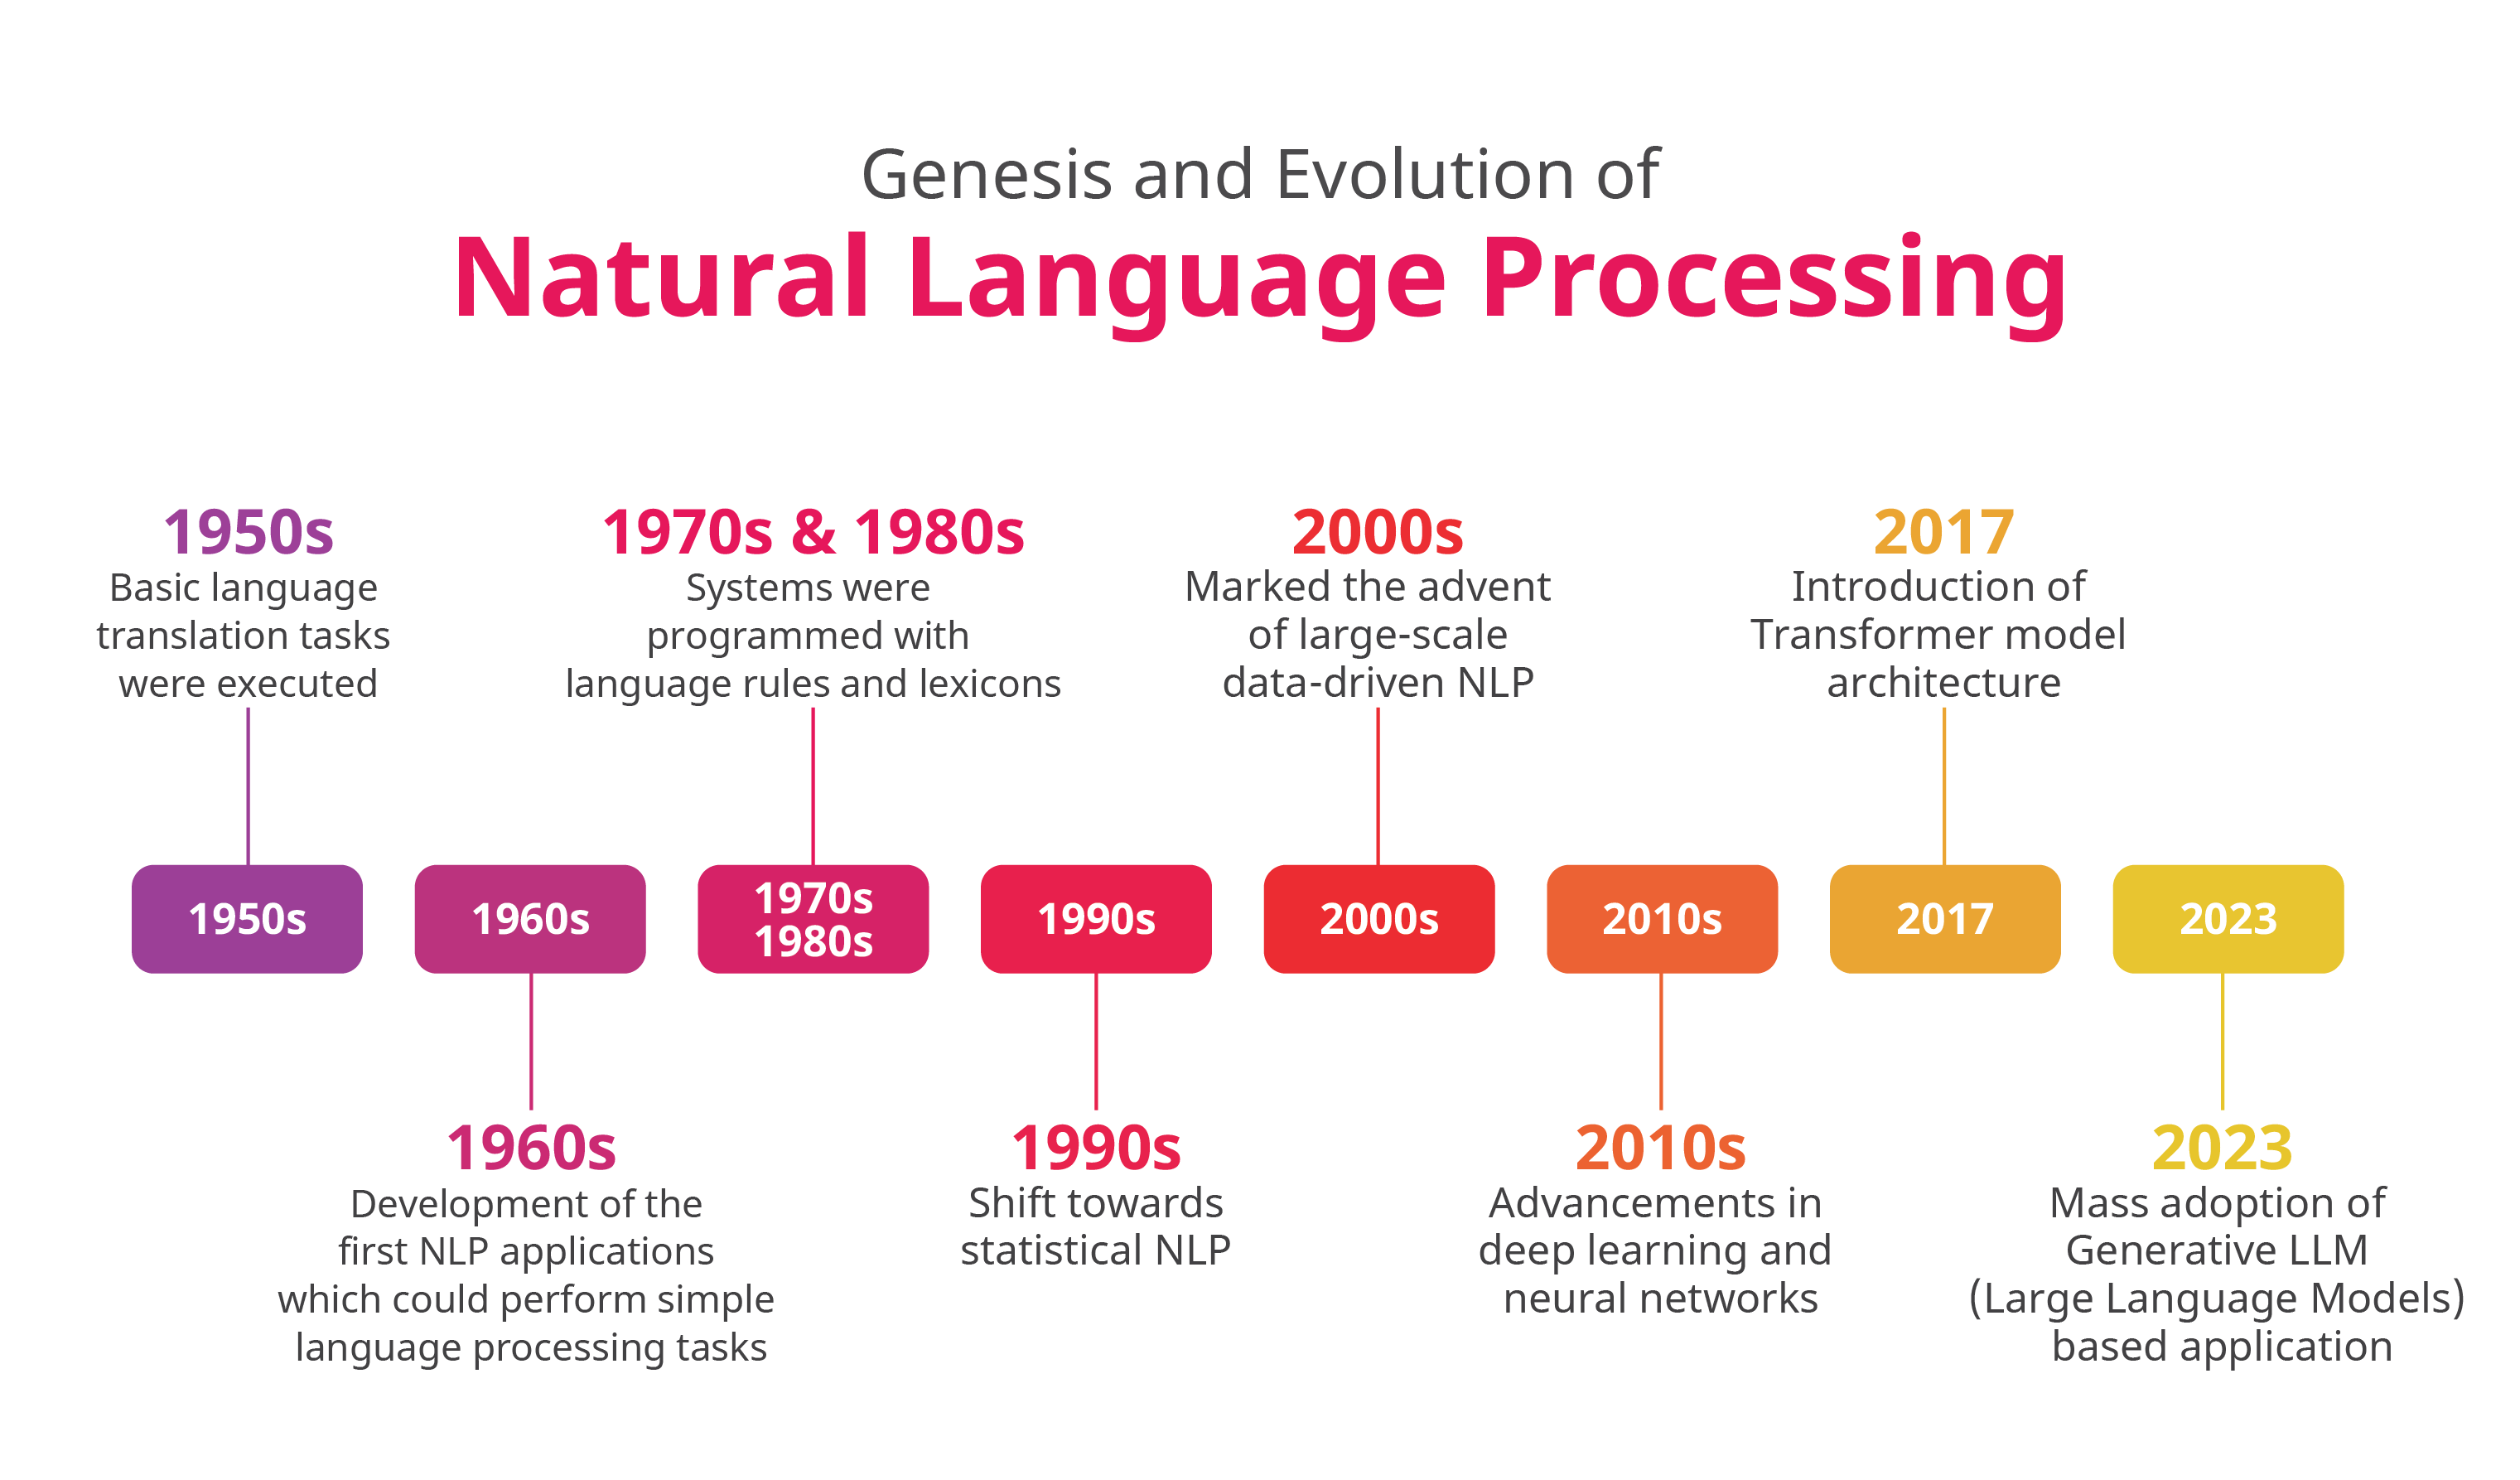 Genesis and Evolution of
Natural Language Processing
1950s
Basic language
translation tasks
were executed
1970s & 1980s
Systems were
programmed with
language rules and lexicons
2000s
Marked the advent
of large-scale
data-driven NLP
2017
Introduction of
Transformer model
architecture
1950s
1960s
1970s
1980s
1990s
2000s
2010s
2017
2023
1960s
Development of the
first NLP applications
which could perform simple
language processing tasks
1990s
Shift towards
statistical NLP
2010s
Advancements in
deep learning and
neural networks
2023
Mass adoption of
Generative LLM
(Large Language Models)
based application